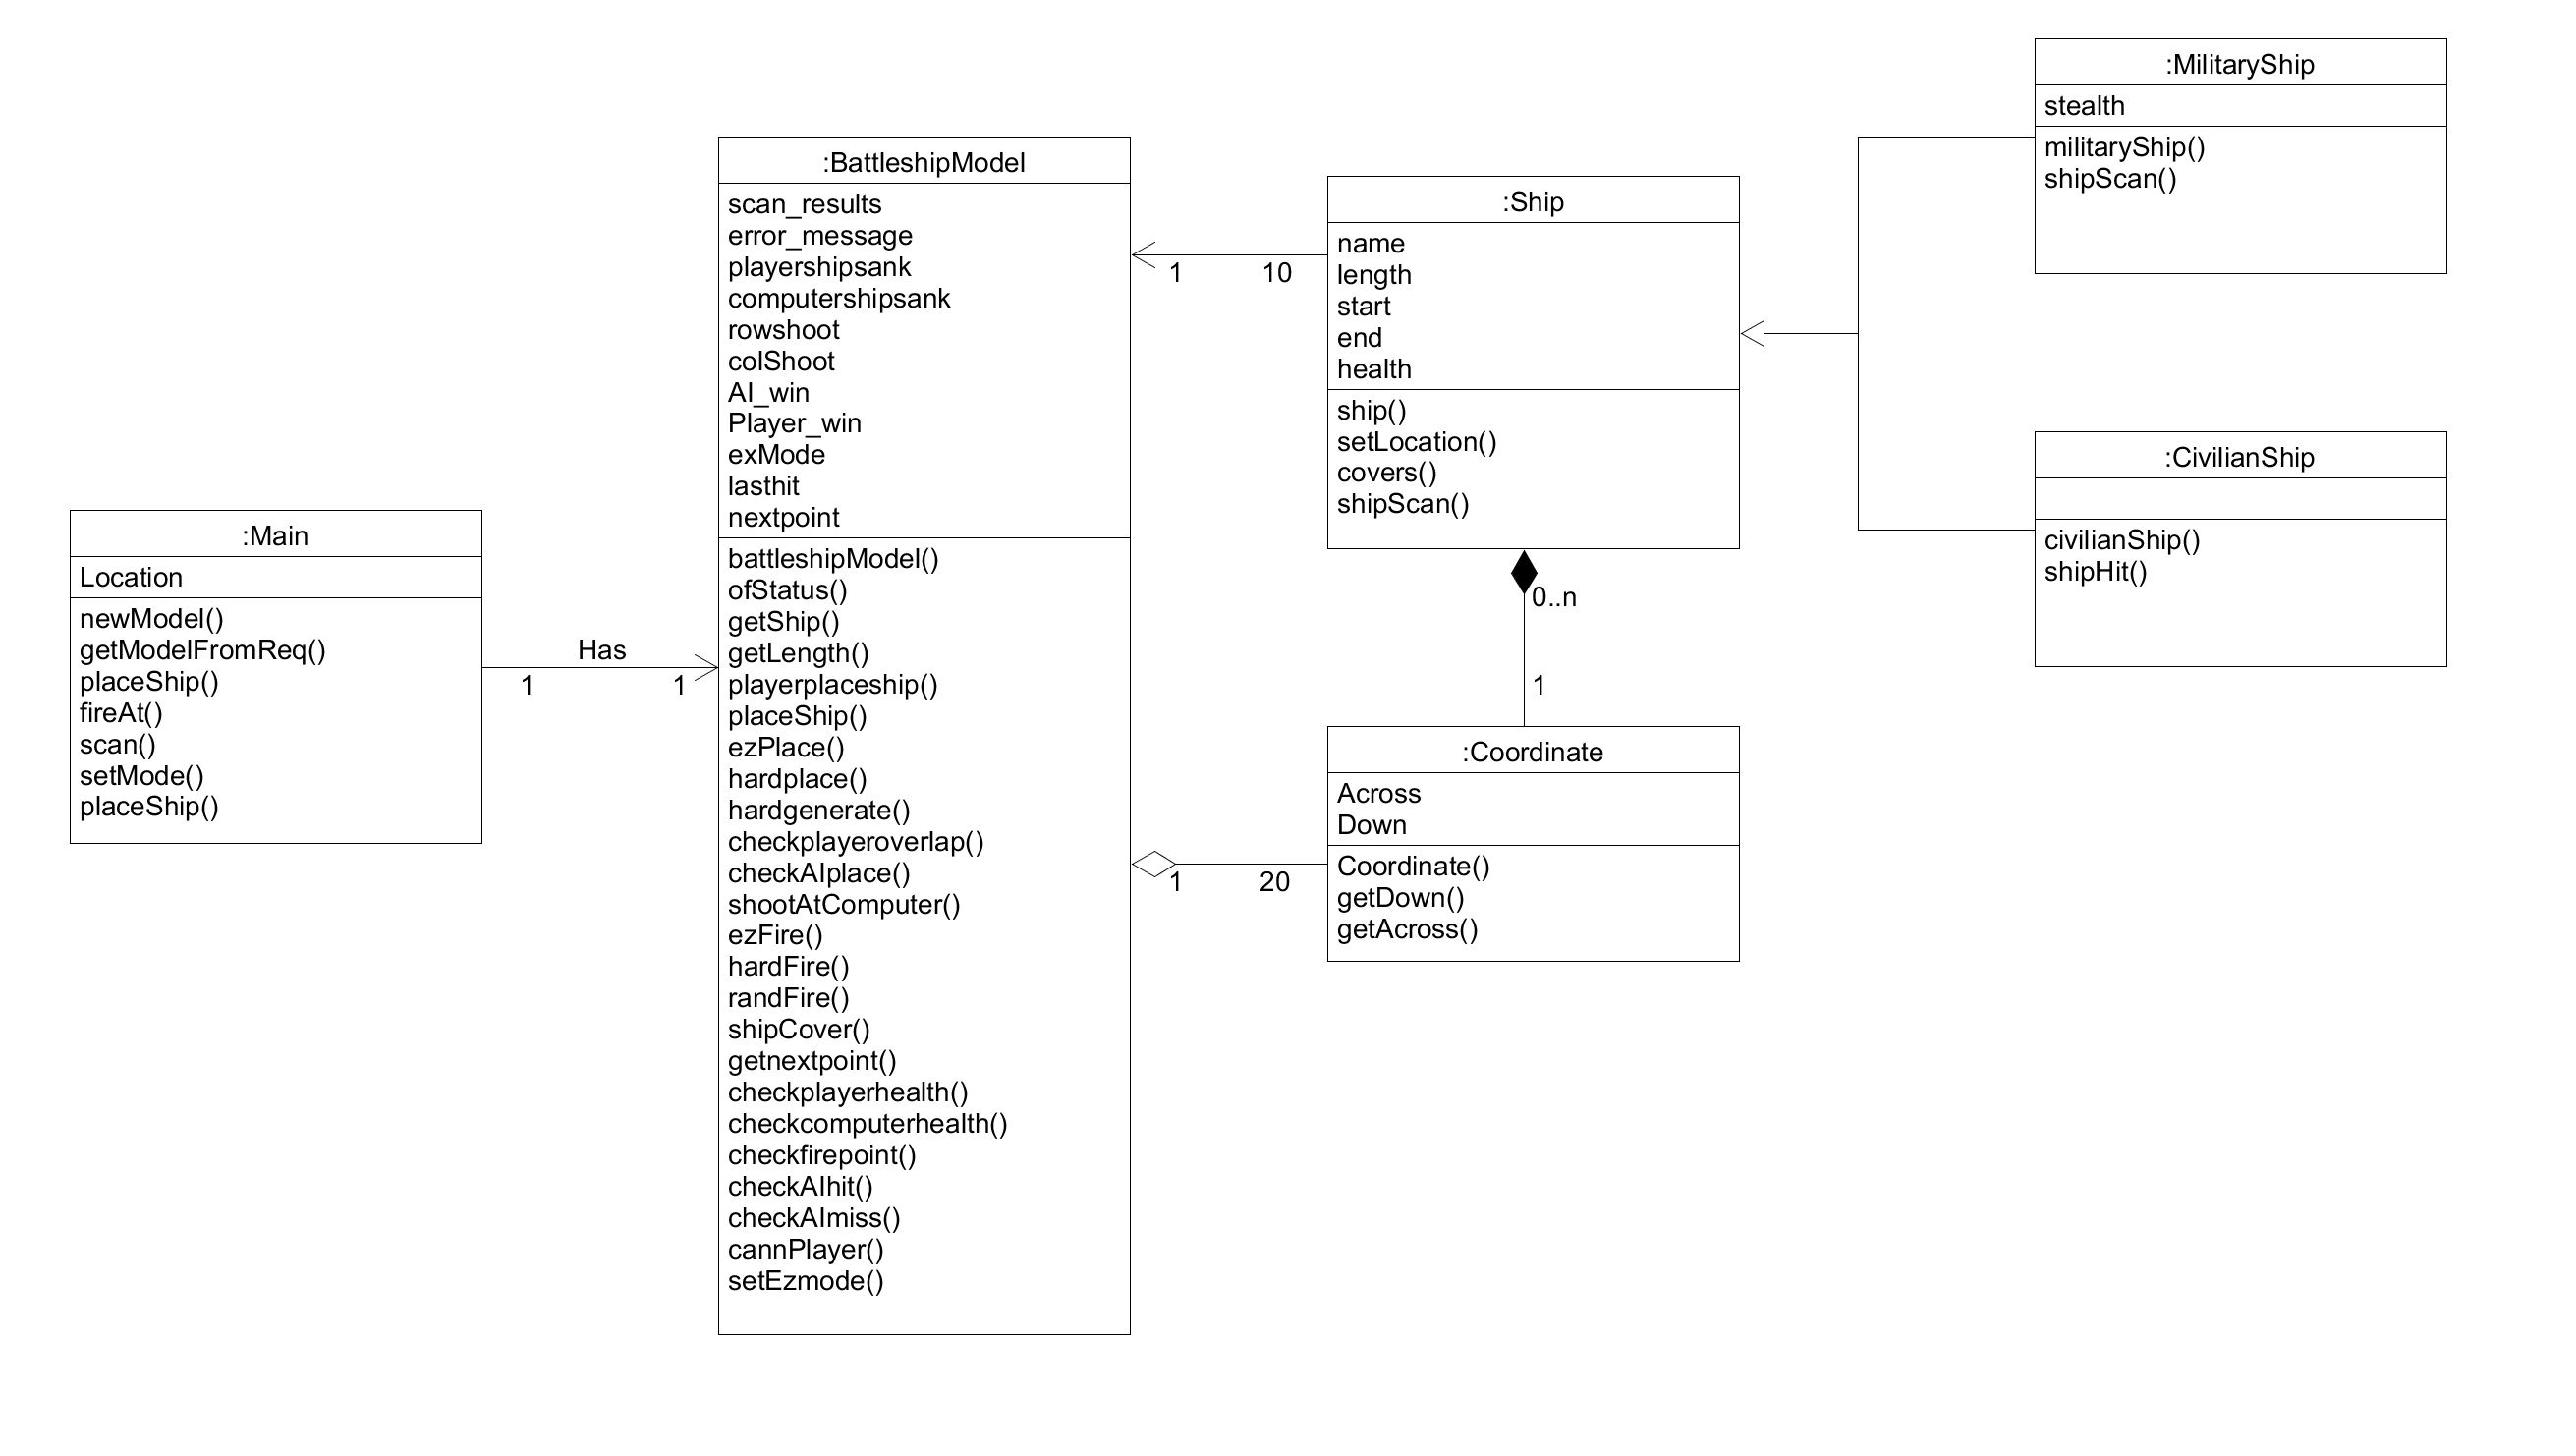 :Main
Location
newModel()
getModelFromReq()
placeShip()
fireAt()
scan()
setMode()
placeShip()
Has
1
1
:BattleshipModel
scan_results
error_message
playershipsank
computershipsank
rowshoot
colShoot
AI_win
Player_win
exMode
lasthit
nextpoint
battleshipModel()
ofStatus()
getShip()
getLength()
playerplaceship()
placeShip()
ezPlace()
hardplace()
hardgenerate()
checkplayeroverlap()
checkAIplace()
shootAtComputer()
ezFire()
hardFire()
randFire()
shipCover()
getnextpoint()
checkplayerhealth()
checkcomputerhealth()
checkfirepoint()
checkAIhit()
checkAImiss()
cannPlayer()
setEzmode()
1
10
:Ship
name
length
start
end
health
ship()
setLocation()
covers()
shipScan()
0..n
1
1
20
:Coordinate
Across
Down
Coordinate()
getDown()
getAcross()
:MilitaryShip
stealth
militaryShip()
shipScan()
:CivilianShip
civilianShip()
shipHit()